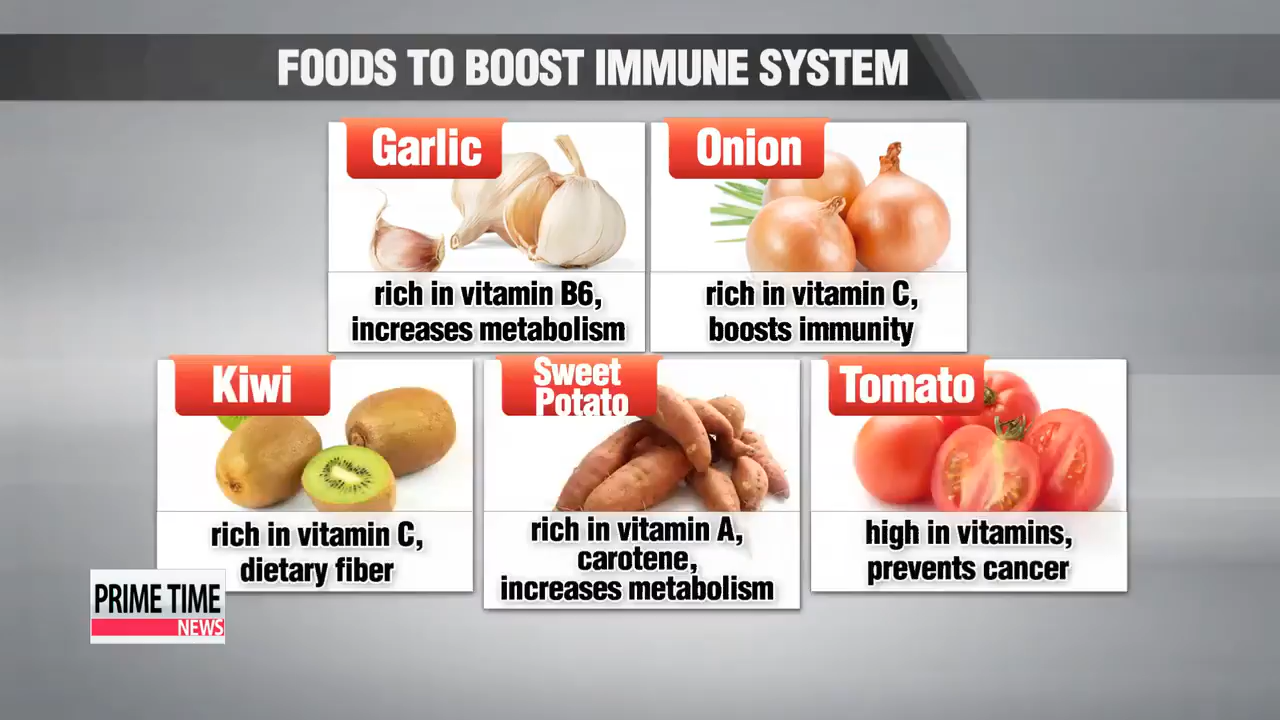 FOODS TO BOOST IMMUNE SYSTEM
Garlic
rich in vitamin B6,
increases metabolism
Onion
rich in vitamin C,
boosts immunity
Kiwi
rich in vitamin C,
dietary fiber
Sweet
Potato
rich in vitamin A,
carotene,
increases metabolism
Tomato
high in vitamins,
prevents cancer
PRIME TIME
NEWS